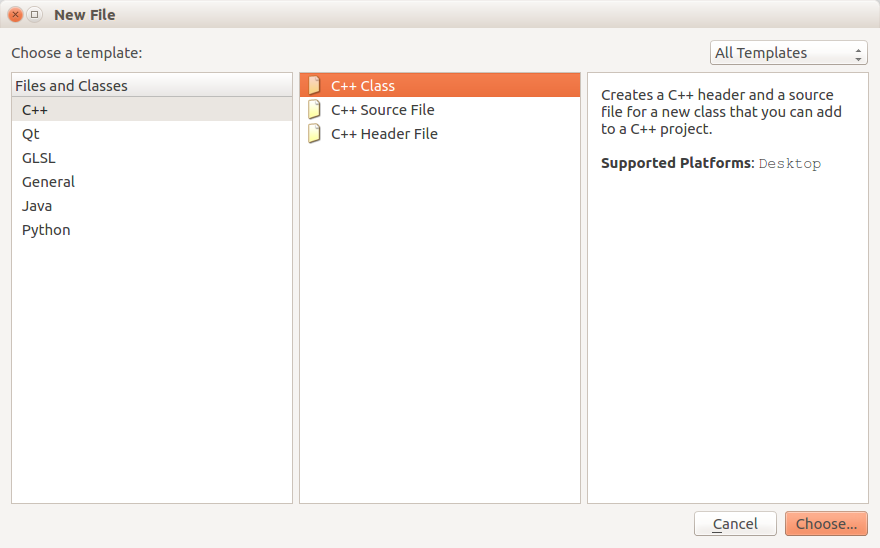 New File
Choose a template:
All Templates
Files and Classes
C++
Qt
GLSL
General
Java
Python
C++ Class
C++ Source File
C++ Header File
Creates a C++ header and a source
file for a new class that you can add
to a C++ project.
Supported Platforms: Desktop
Cancel
Choose...